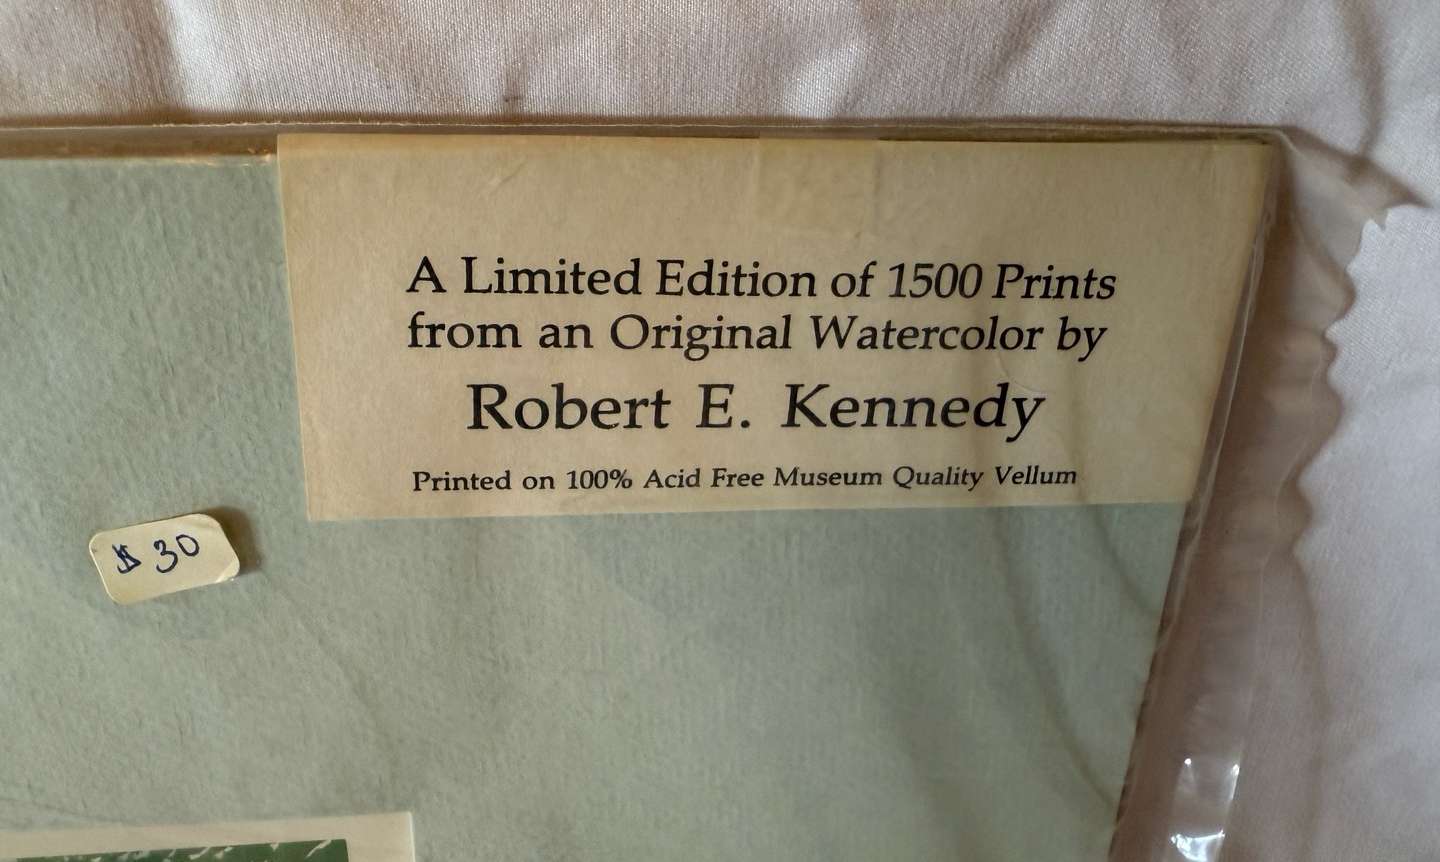 A Limited Edition of 1500 Prints
from an Original Watercolor by
Robert E. Kennedy
Printed on 100% Acid Free Museum Quality Vellum
$ 30